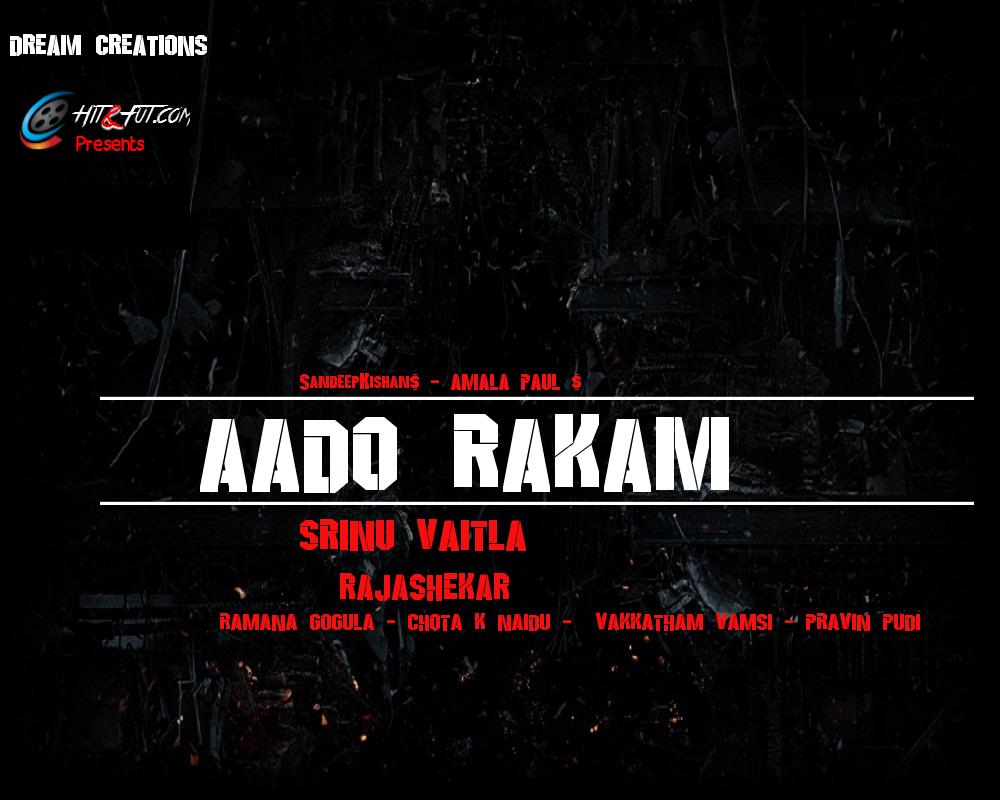 DREAM CREATIONS
HIT&FUT.COM
Presents
SANDEEPKISHAN$ - AMALA PAUL $
AADO RAKAM
SRINU VAITLA
RAJASHEKAR
RAMANA GOGULA - CHOTA K NAIDU - VAKKATHAM VAMSI - PRAVIN PUDI